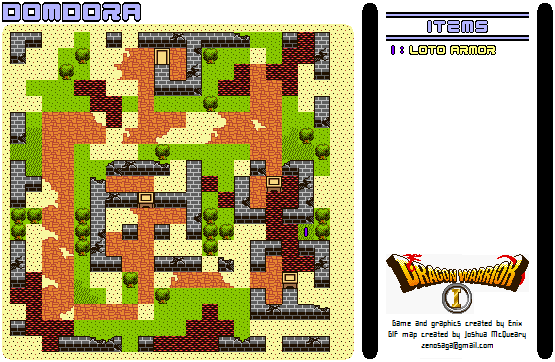 DOMDORA
ITEMS
1 : LOTO ARMOR
DRAGON WARRIOR
I
Game and graphics created by Enix
Gif map created by Joshua McQueary
zenosaga@gmail.com